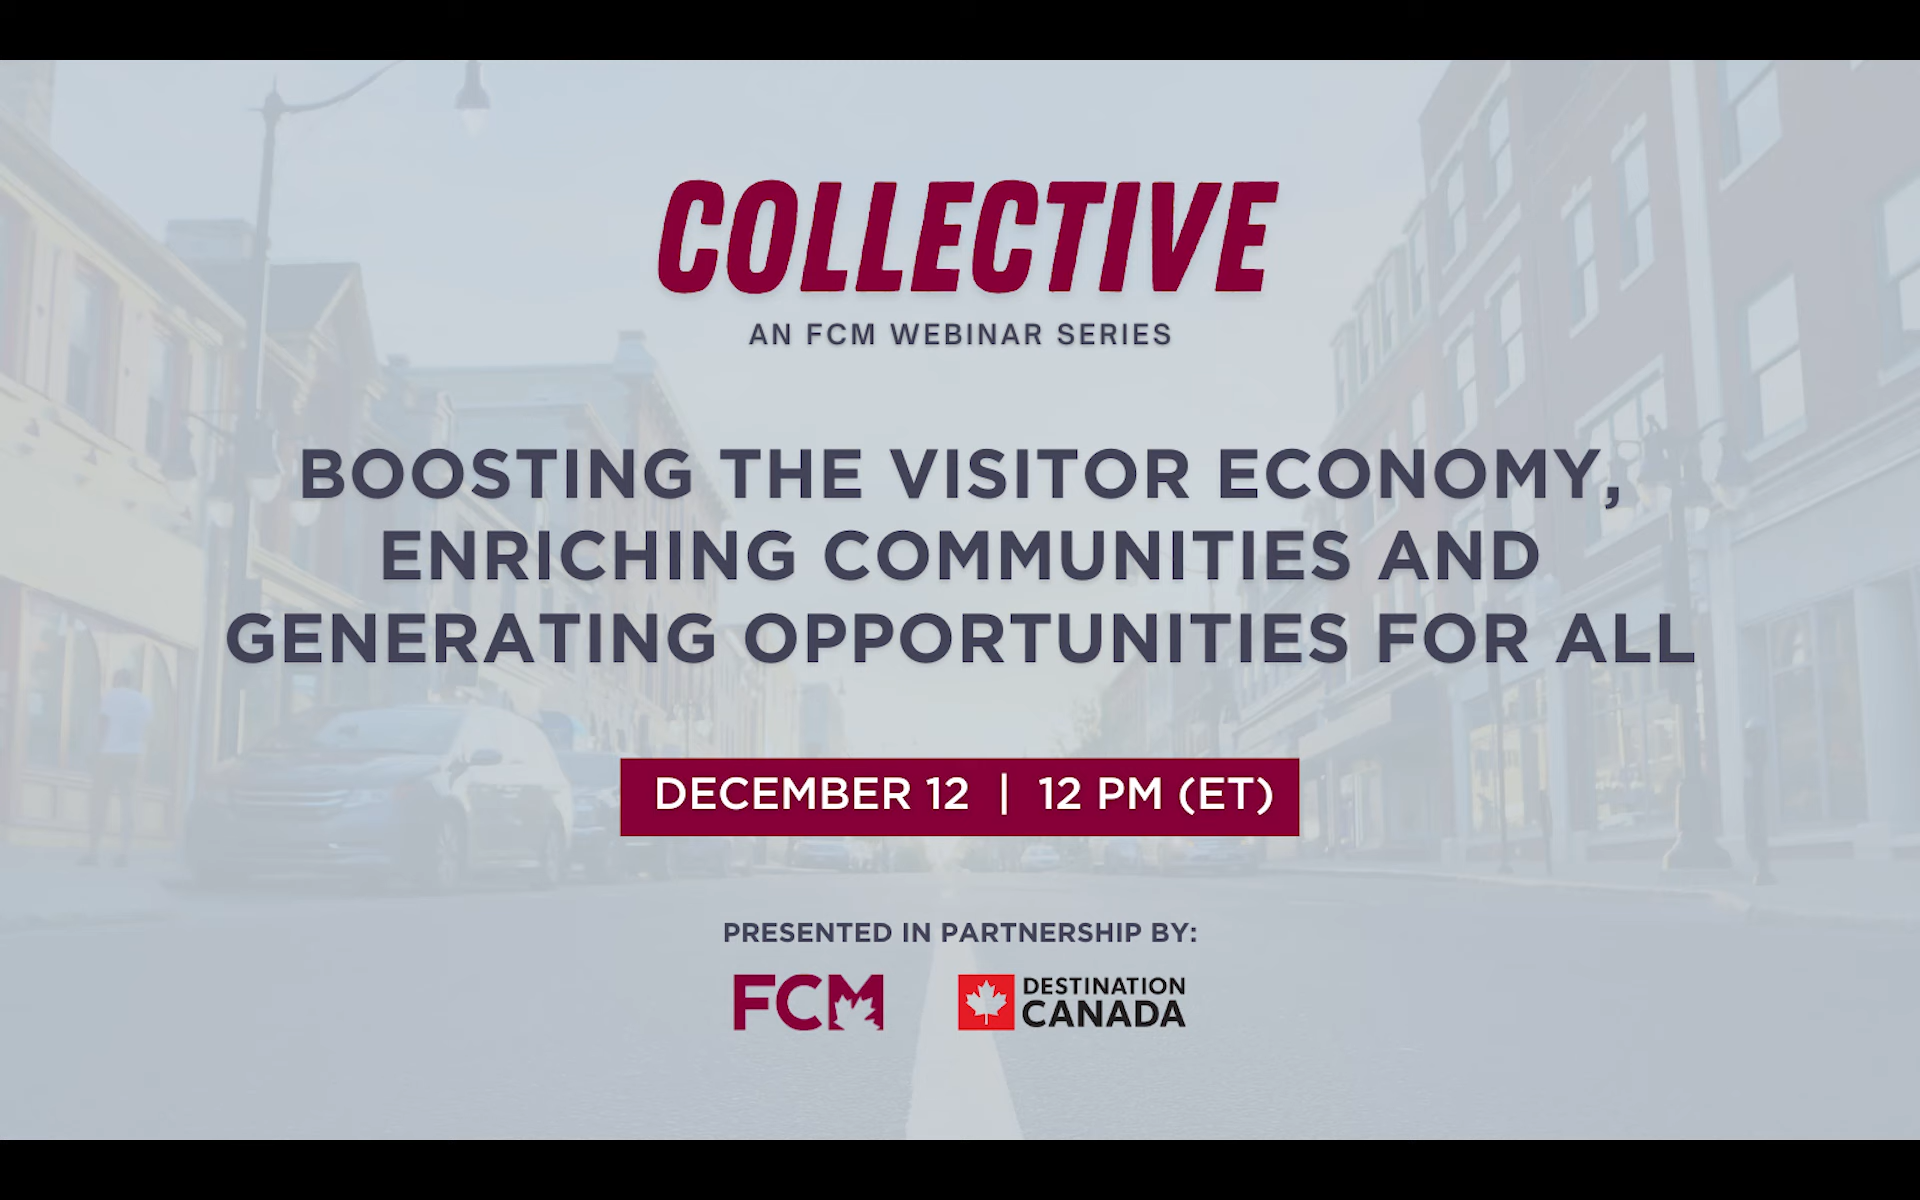 COLLECTIVE
AN FCM WEBINAR SERIES
BOOSTING THE VISITOR ECONOMY,
ENRICHING COMMUNITIES AND
GENERATING OPPORTUNITIES FOR ALL
DECEMBER 12 | 12 PM (ET)
PRESENTED IN PARTNERSHIP BY:
FCM
DESTINATION
CANADA